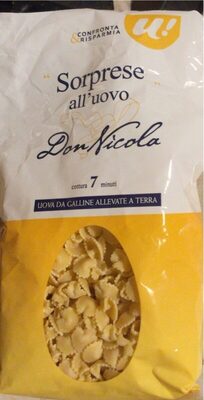 CONFRONTA
& RISPARMIA
U!
"Sorprese"
all'uovo
Don Nicola
cottura 7 minuti
UOVA DA GALLINE ALLEVATE A TERRA